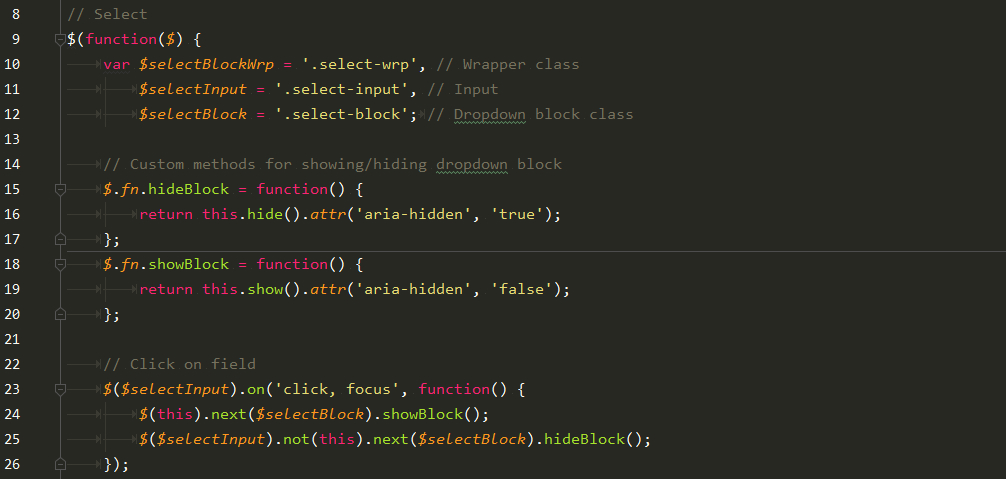 8 // Select
9 $(function($) {
10 var $selectBlockWrp = '.select-wrp', // Wrapper class
11 $selectInput = '.select-input', // Input
12 $selectBlock = '.select-block'; // Dropdown block class
13
14 // Custom methods for showing/hiding dropdown block
15 $.fn.hideBlock = function() {
16 return this.hide().attr('aria-hidden', 'true');
17 };
18 $.fn.showBlock = function() {
19 return this.show().attr('aria-hidden', 'false');
20 };
21
22 // Click on field
23 $($selectInput).on('click, focus', function() {
24 $(this).next($selectBlock).showBlock();
25 $($selectInput).not(this).next($selectBlock).hideBlock();
26 });